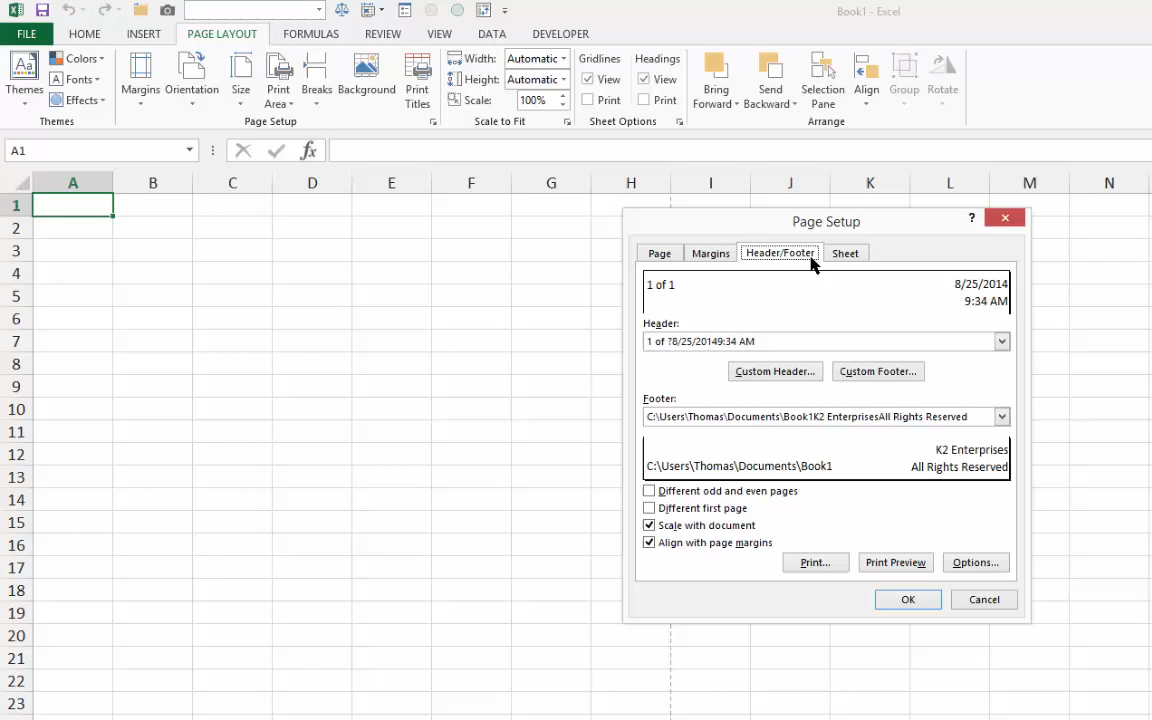 Book1 - Excel
FILE HOME INSERT PAGE LAYOUT FORMULAS REVIEW VIEW DATA DEVELOPER
Themes
Colors
Fonts
Effects
Themes
Margins Orientation Size Print Area Breaks Background Print Titles
Page Setup
Width: Automatic
Height: Automatic
Scale: 100%
Scale to Fit
Gridlines Headings
View View
Print Print
Sheet Options
Bring Forward Send Backward Selection Pane Align Group Rotate
Arrange
A1 fx
A B C D E F G H I J K L M N
1
2
3
4
5
6
7
8
9
10
11
12
13
14
15
16
17
18
19
20
21
22
23
Page Setup ?
Page Margins Header/Footer Sheet
1 of 1 8/25/2014
9:34 AM
Header:
1 of ?8/25/20149:34 AM
Custom Header... Custom Footer...
Footer:
C:\Users\Thomas\Documents\Book1K2 EnterprisesAll Rights Reserved
K2 Enterprises
C:\Users\Thomas\Documents\Book1 All Rights Reserved
Different odd and even pages
Different first page
Scale with document
Align with page margins
Print... Print Preview Options...
OK Cancel